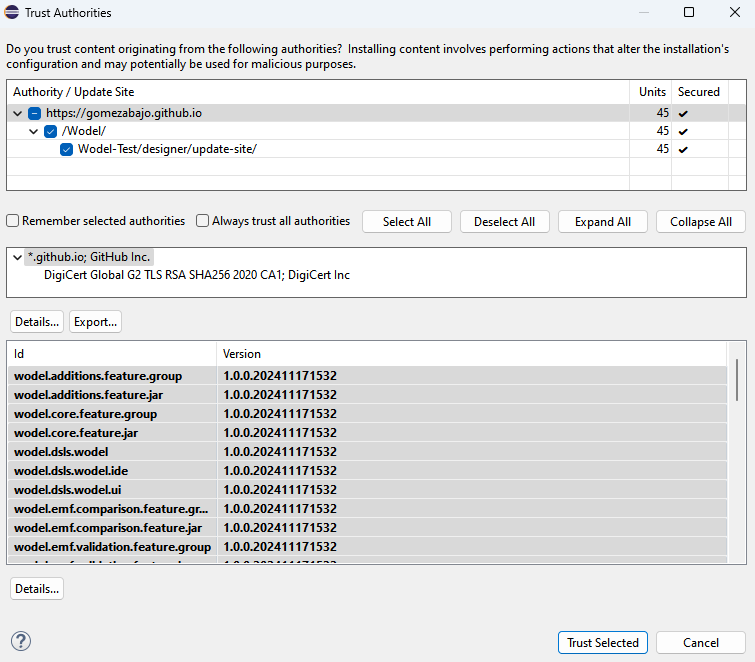 Trust Authorities
Do you trust content originating from the following authorities?  Installing content involves performing actions that alter the installation's
configuration and may potentially be used for malicious purposes.
Authority / Update Site Units Secured
https://gomezabajo.github.io 45
/Wodel/ 45
Wodel-Test/designer/update-site/ 45
Remember selected authorities Always trust all authorities Select All Deselect All Expand All Collapse All
*.github.io; GitHub Inc.
DigiCert Global G2 TLS RSA SHA256 2020 CA1; DigiCert Inc
Details... Export...
Id Version
wodel.additions.feature.group 1.0.0.202411171532
wodel.additions.feature.jar 1.0.0.202411171532
wodel.core.feature.group 1.0.0.202411171532
wodel.core.feature.jar 1.0.0.202411171532
wodel.dsls.wodel 1.0.0.202411171532
wodel.dsls.wodel.ide 1.0.0.202411171532
wodel.dsls.wodel.ui 1.0.0.202411171532
wodel.emf.comparison.feature.gr... 1.0.0.202411171532
wodel.emf.comparison.feature.jar 1.0.0.202411171532
wodel.emf.validation.feature.group 1.0.0.202411171532
Details...
? Trust Selected Cancel